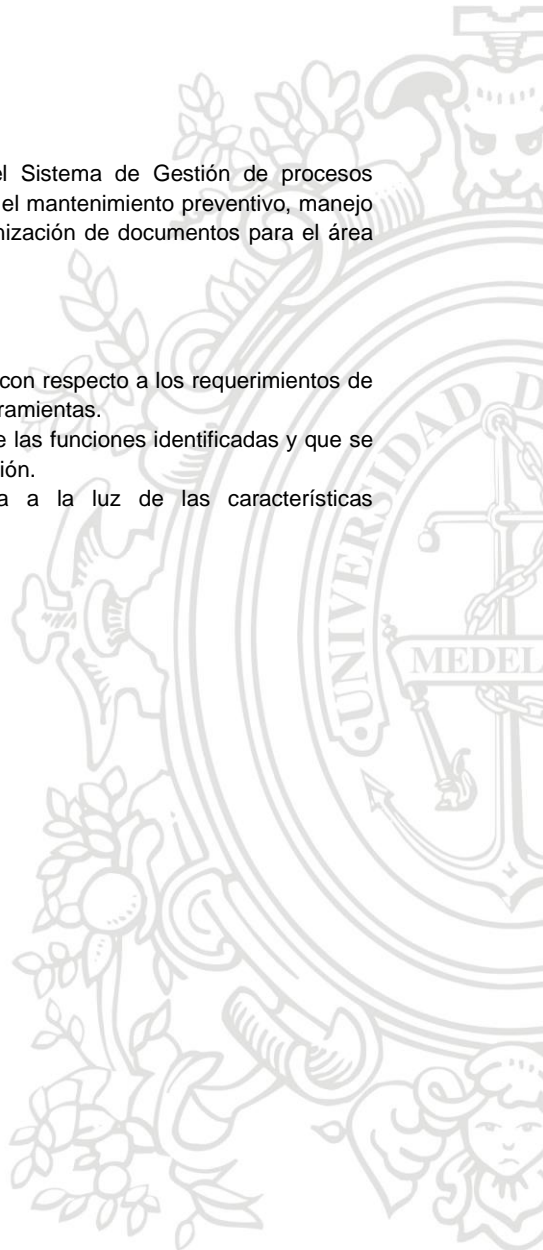 el Sistema de Gestión de procesos
el mantenimiento preventivo, manejo
nización de documentos para el área
con respecto a los requerimientos de
ramientas.
e las funciones identificadas y que se
ión.
a a la luz de las características
UNIVERSIDAD D
MEDEL